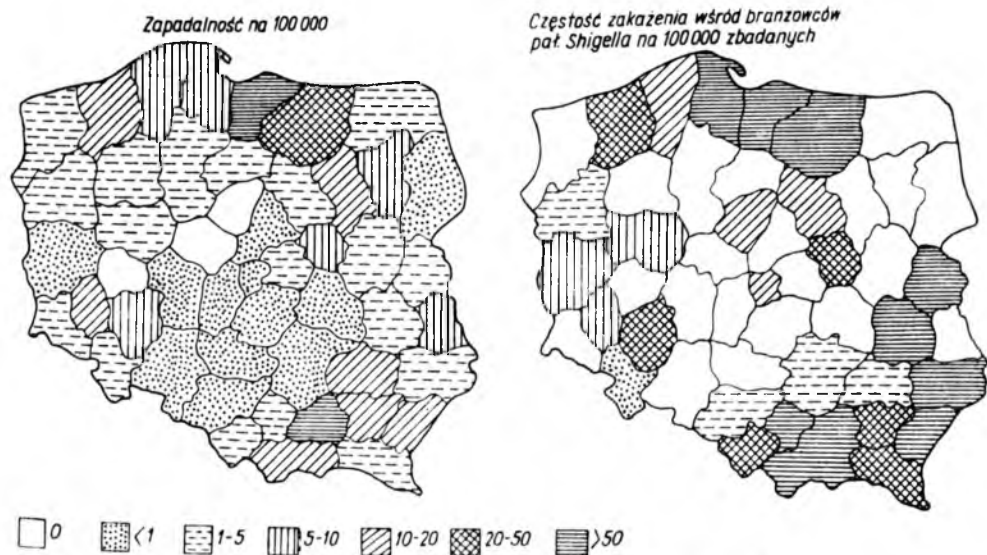 Zapadalność na 100 000
Częstość zakażenia wśród branżowców
pał. Shigella na 100 000 zbadanych
0 <1 1-5 5-10 10-20 20-50 >50